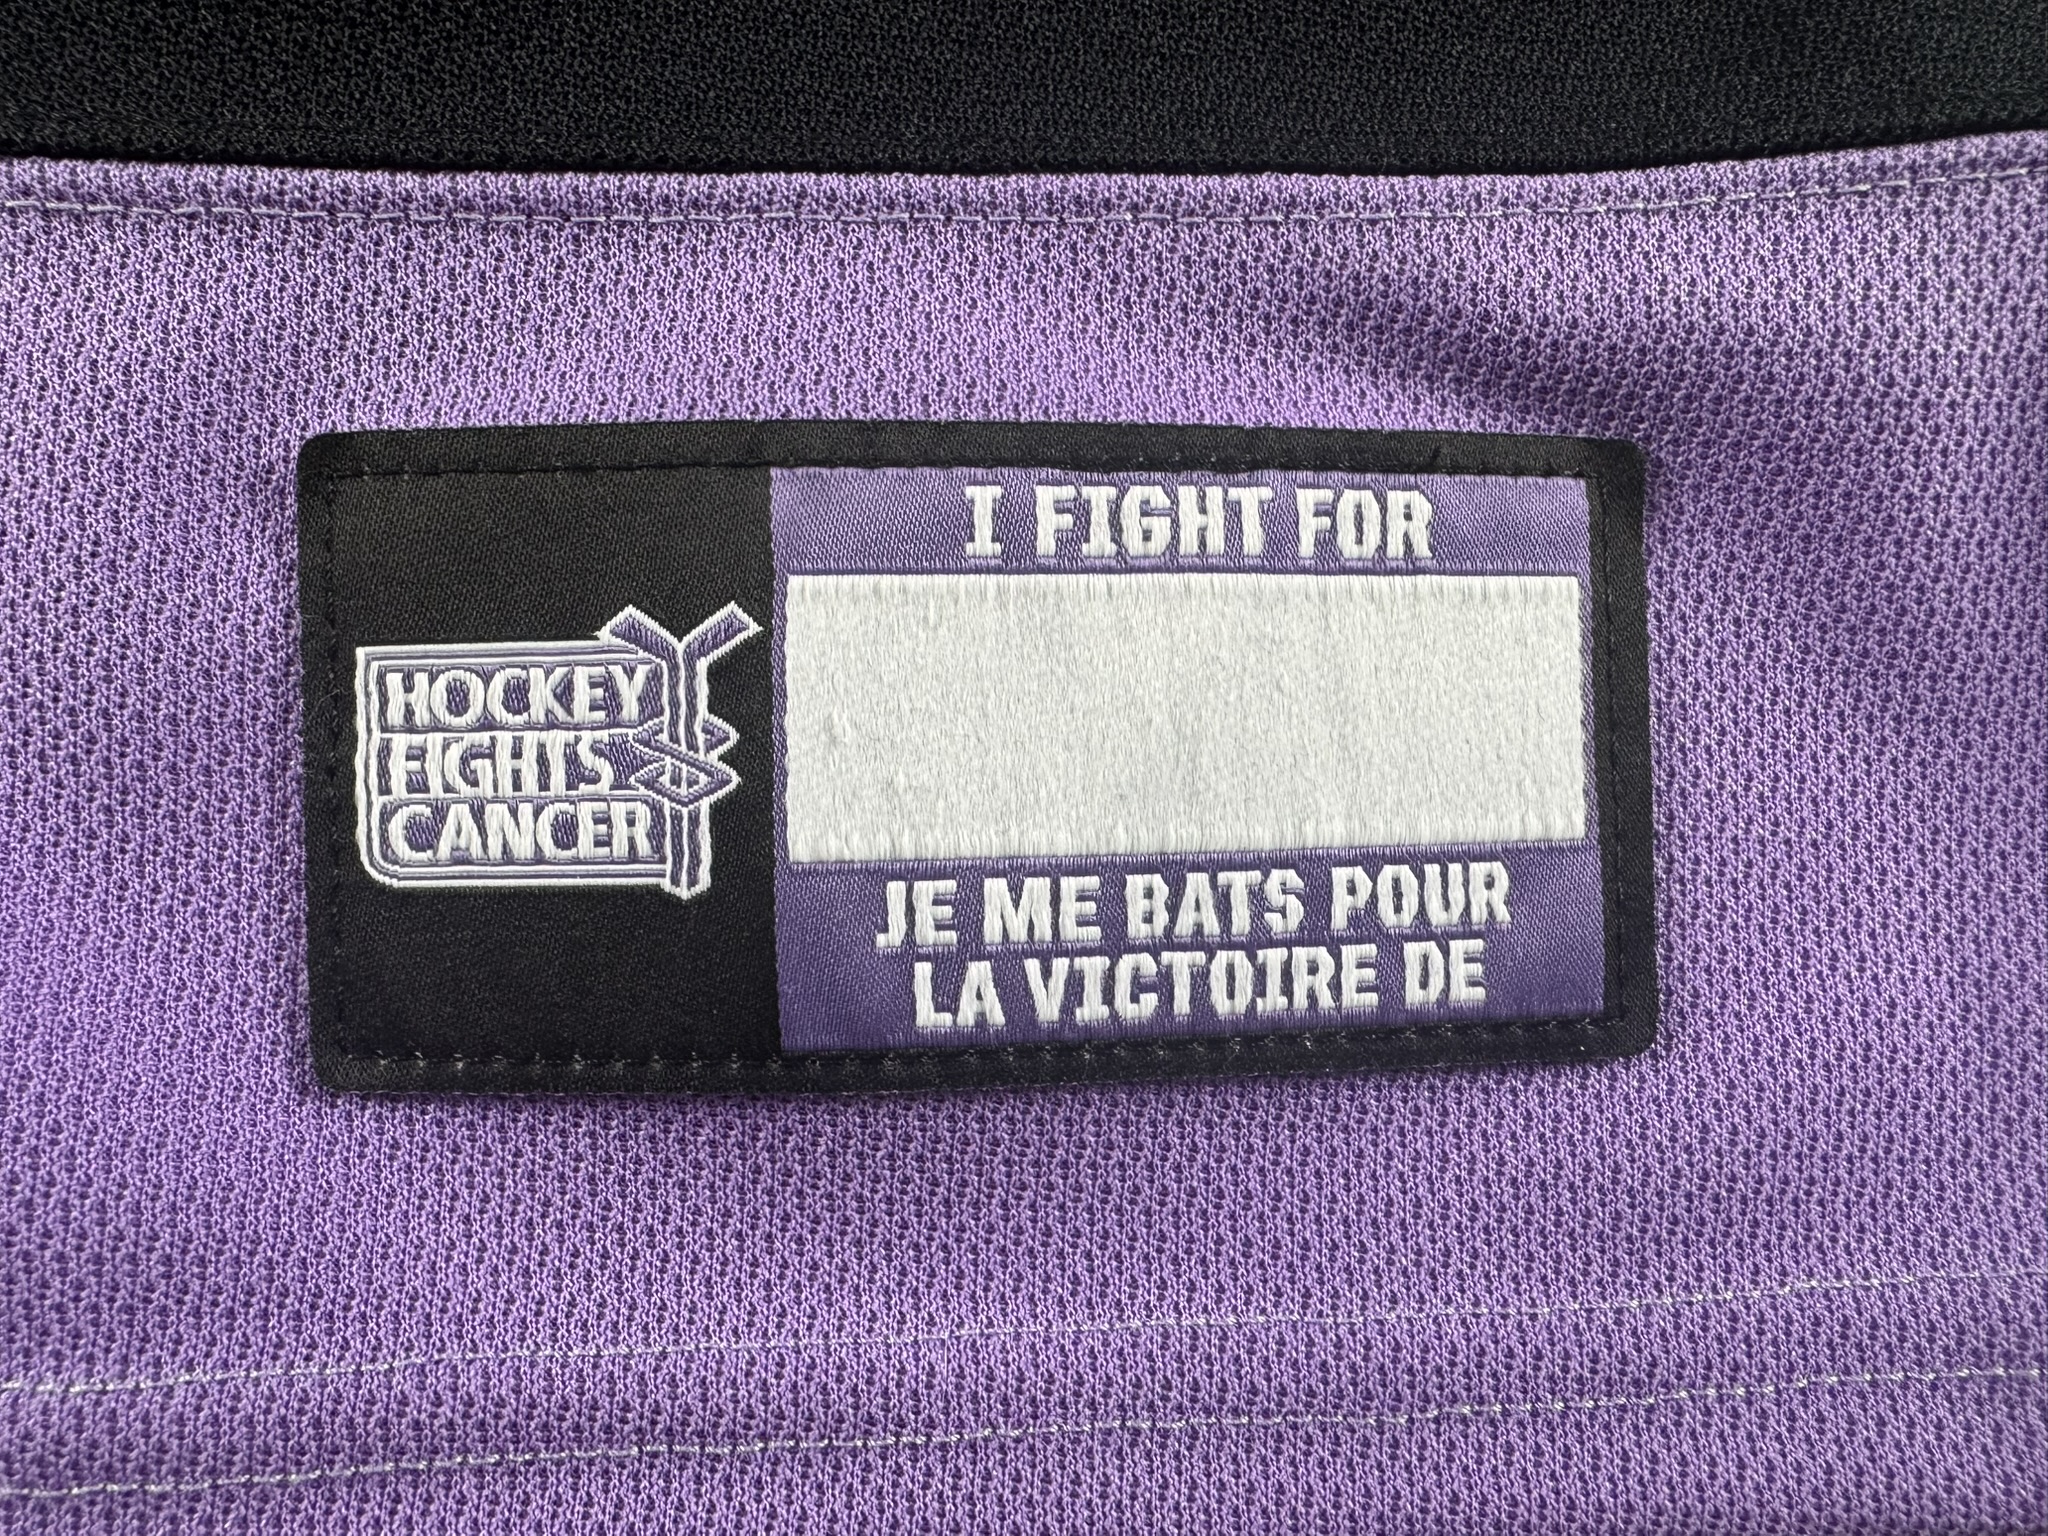 HOCKEY
FIGHTS
CANCER
I FIGHT FOR
JE ME BATS POUR
LA VICTOIRE DE